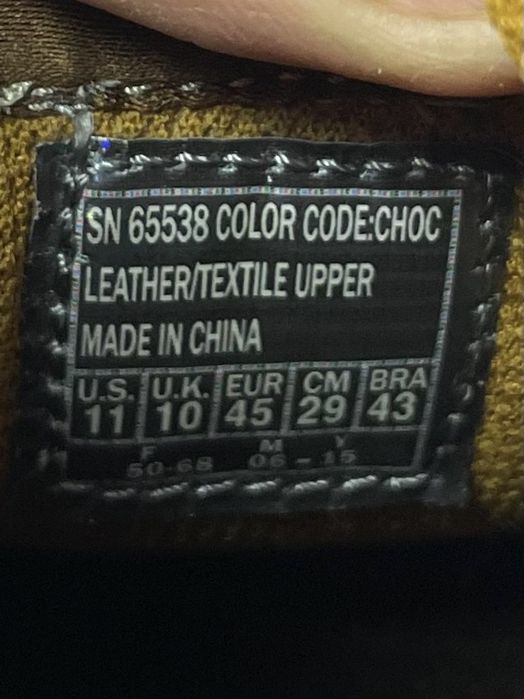 SN 65538 COLOR CODE:CHOC
LEATHER/TEXTILE UPPER
MADE IN CHINA
U.S. U.K. EUR CM BRA
11 10 45 29 43
F M Y
50-68 06-15